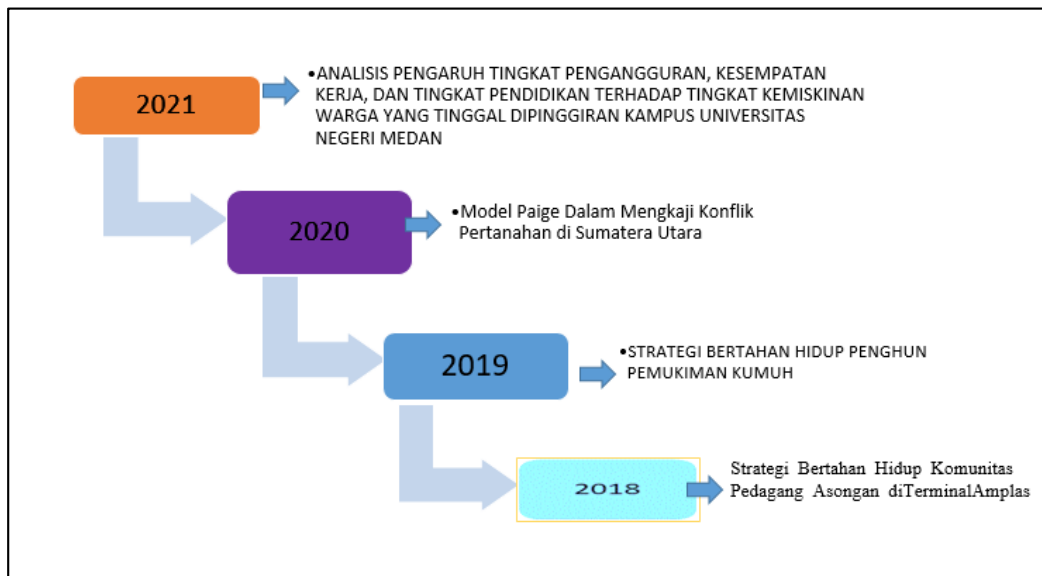 2021
•ANALISIS PENGARUH TINGKAT PENGANGGURAN, KESEMPATAN
KERJA, DAN TINGKAT PENDIDIKAN TERHADAP TINGKAT KEMISKINAN
WARGA YANG TINGGAL DIPINGGIRAN KAMPUS UNIVERSITAS
NEGERI MEDAN
2020
•Model Paige Dalam Mengkaji Konflik
Pertanahan di Sumatera Utara
2019
•STRATEGI BERTAHAN HIDUP PENGHUN
PEMUKIMAN KUMUH
2018
Strategi Bertahan Hidup Komunitas
Pedagang Asongan diTerminalAmplas